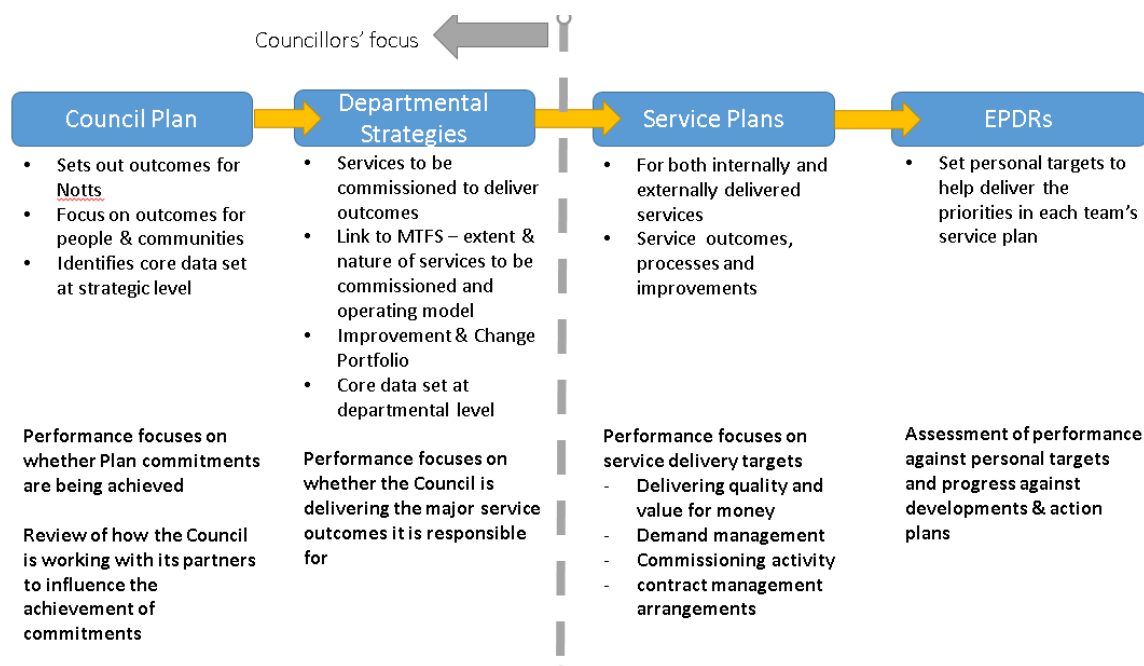 Councillors' focus
Council Plan
• Sets out outcomes for
Notts
• Focus on outcomes for
people & communities
• Identifies core data set
at strategic level
Performance focuses on
whether Plan commitments
are being achieved
Review of how the Council
is working with its partners
to influence the
achievement of
commitments
Departmental
Strategies
• Services to be
commissioned to deliver
outcomes
• Link to MTFS – extent &
nature of services to be
commissioned and
operating model
• Improvement & Change
Portfolio
• Core data set at
departmental level
Performance focuses on
whether the Council is
delivering the major service
outcomes it is responsible
for
Service Plans
• For both internally and
externally delivered
services
• Service outcomes,
processes and
improvements
Performance focuses on
service delivery targets
- Delivering quality and
value for money
- Demand management
- Commissioning activity
- contract management
arrangements
EPDRs
• Set personal targets to
help deliver the
priorities in each team's
service plan
Assessment of performance
against personal targets
and progress against
developments & action
plans